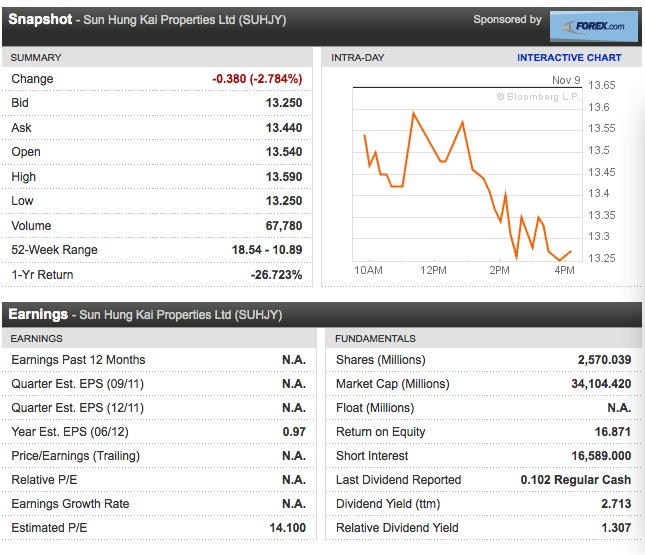 Snapshot - Sun Hung Kai Properties Ltd (SUHJY)
Sponsored by
FOREX.com
SUMMARY
Change -0.380 (-2.784%)
Bid 13.250
Ask 13.440
Open 13.540
High 13.590
Low 13.250
Volume 67,780
52-Week Range 18.54 - 10.89
1-Yr Return -26.723%
INTRA-DAY
INTERACTIVE CHART
Nov 9
© Bloomberg L.P.
13.65
13.6
13.55
13.5
13.45
13.4
13.35
13.3
13.25
10AM 12PM 2PM 4PM
Earnings - Sun Hung Kai Properties Ltd (SUHJY)
EARNINGS
Earnings Past 12 Months N.A.
Quarter Est. EPS (09/11) N.A.
Quarter Est. EPS (12/11) N.A.
Year Est. EPS (06/12) 0.97
Price/Earnings (Trailing) N.A.
Relative P/E N.A.
Earnings Growth Rate N.A.
Estimated P/E 14.100
FUNDAMENTALS
Shares (Millions) 2,570.039
Market Cap (Millions) 34,104.420
Float (Millions) N.A.
Return on Equity 16.871
Short Interest 16,589.000
Last Dividend Reported 0.102 Regular Cash
Dividend Yield (ttm) 2.713
Relative Dividend Yield 1.307